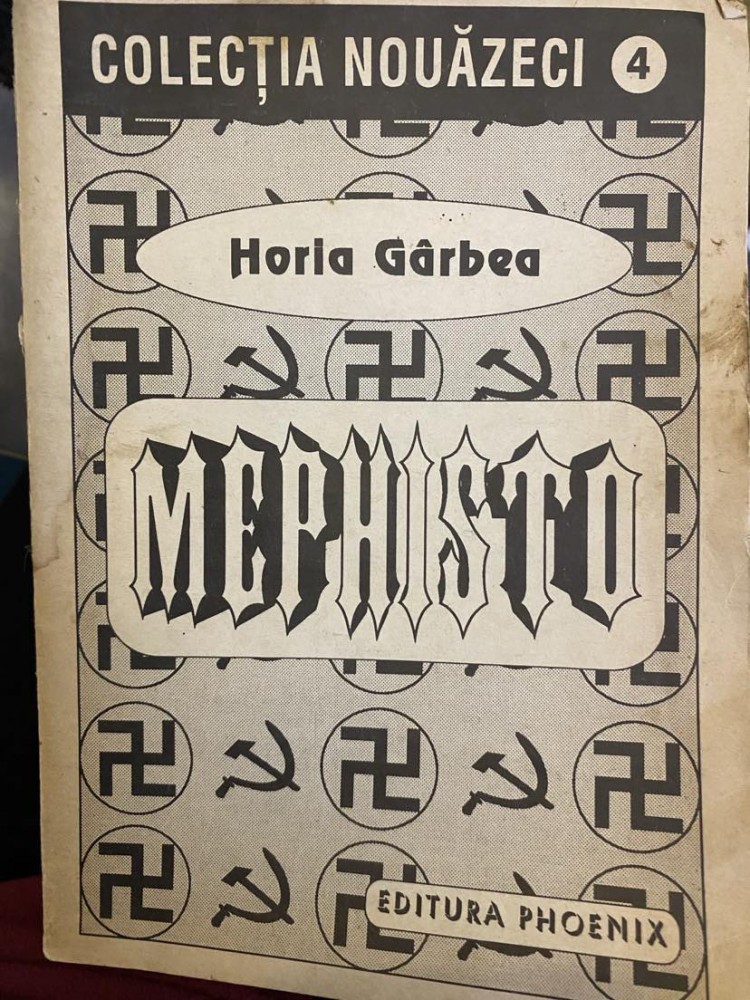 COLECȚIA NOUĂZECI 4
Horia Gârbea
MEPHISTO
EDITURA PHOENIX